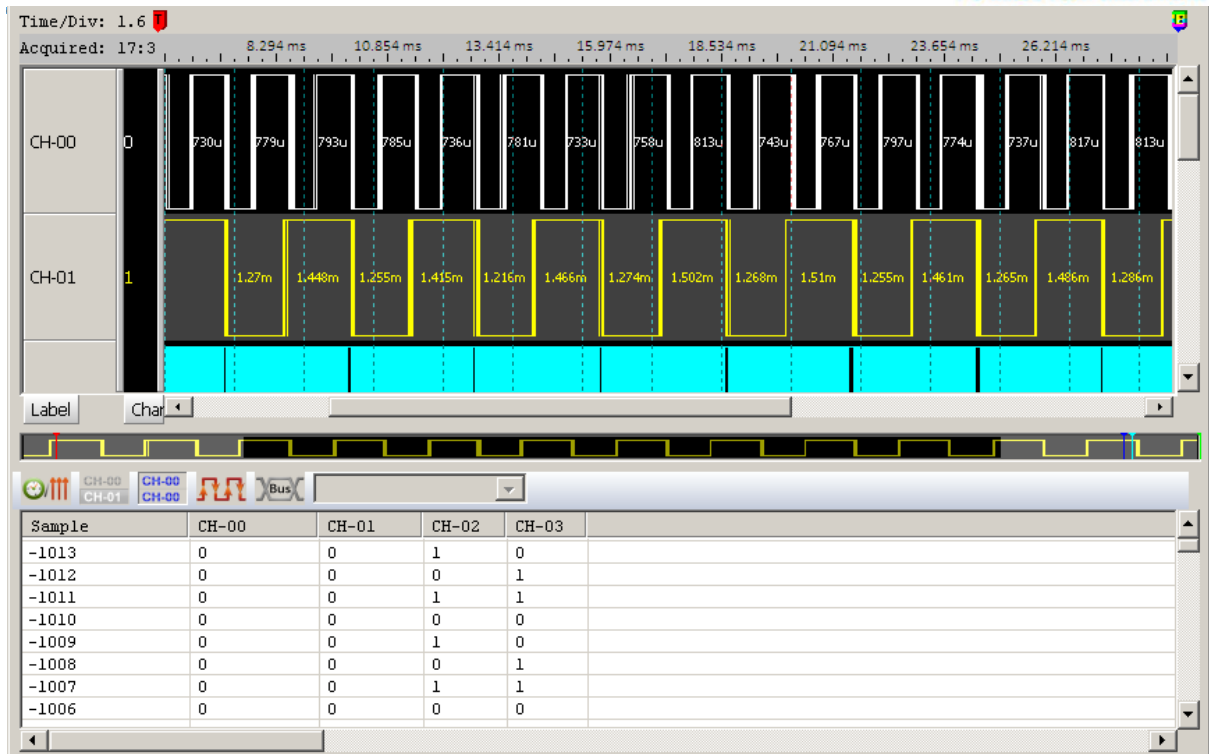 Time/Div: 1.6 T
Acquired: 17:3 8.294 ms 10.854 ms 13.414 ms 15.974 ms 18.534 ms 21.094 ms 23.654 ms 26.214 ms
CH-00 0 730u 779u 793u 785u 736u 781u 733u 758u 813u 743u 767u 797u 774u 737u 817u 813u
CH-01 1 1.27m 1.448m 1.255m 1.415m 1.216m 1.466m 1.274m 1.502m 1.268m 1.51m 1.255m 1.461m 1.265m 1.486m 1.286m
Label Char
CH-00 CH-00 Bus
CH-01 CH-00
Sample CH-00 CH-01 CH-02 CH-03
-1013 0 0 1 0
-1012 0 0 0 1
-1011 0 0 1 1
-1010 0 0 0 0
-1009 0 0 1 0
-1008 0 0 0 1
-1007 0 0 1 1
-1006 0 0 0 0